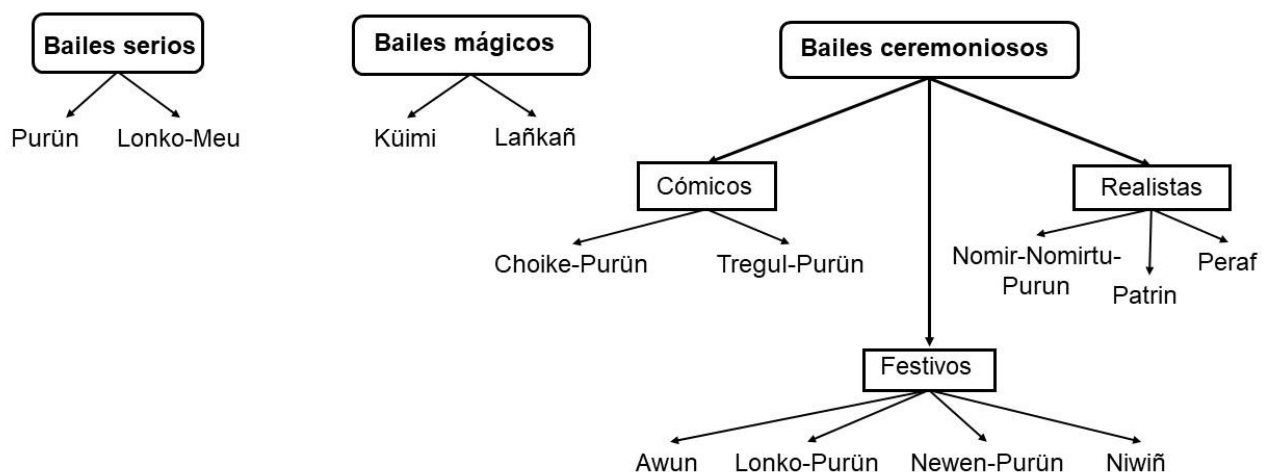 Bailes serios
Purün
Lonko-Meu
Bailes mágicos
Küimi
Lañkañ
Bailes ceremoniosos
Cómicos
Choike-Purün
Tregul-Purün
Realistas
Nomir-Nomirtu-
Purun
Patrin
Peraf
Festivos
Awun
Lonko-Purün
Newen-Purün
Niwiñ